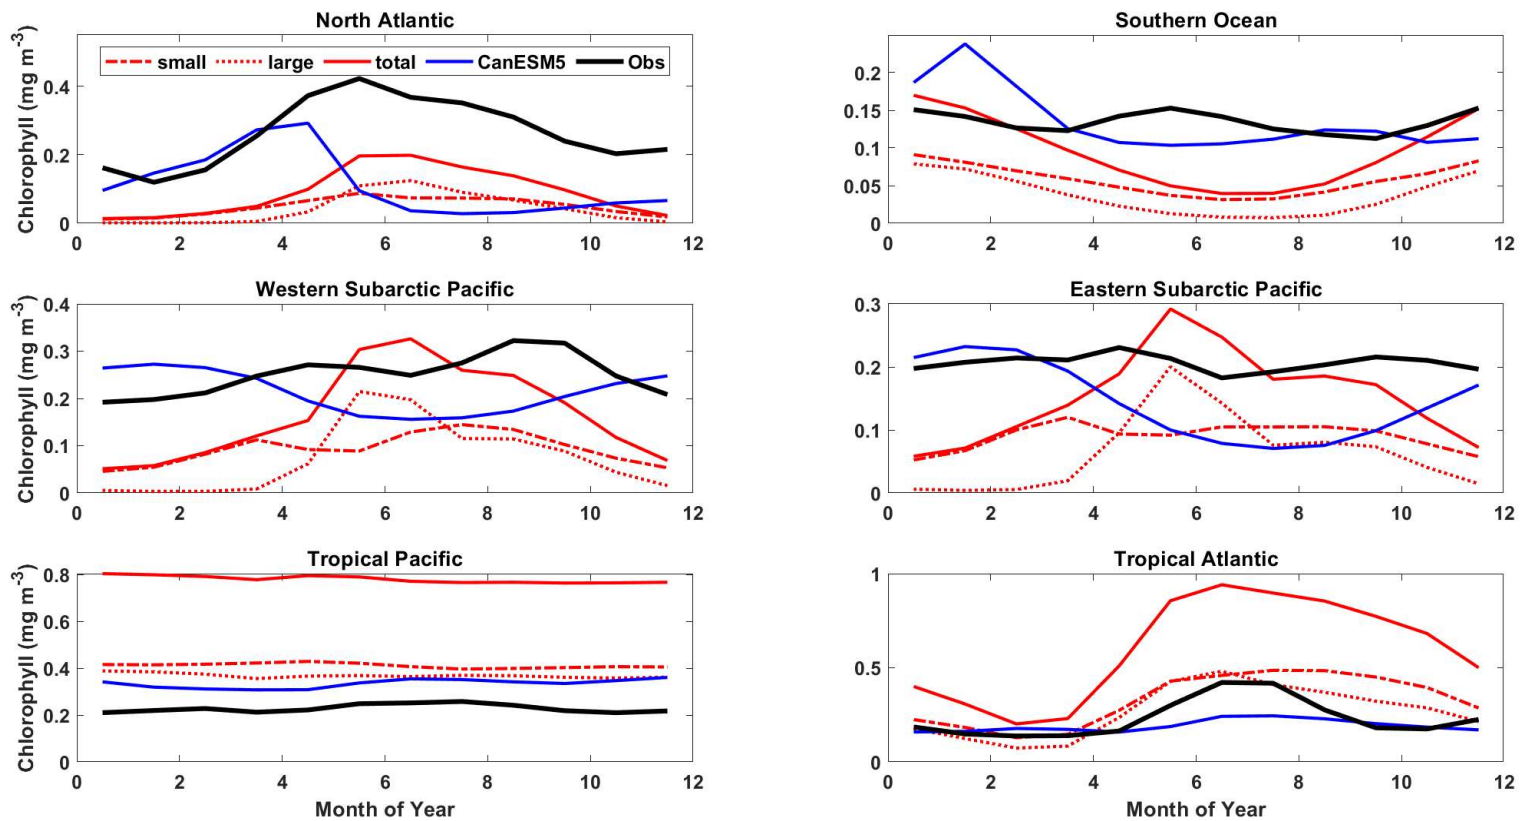 North Atlantic
Southern Ocean
small large total CanESM5 Obs
Chlorophyll (mg m-3)
0.4
0.2
0
0 2 4 6 8 10 12
0.2
0.15
0.1
0.05
0
0 2 4 6 8 10 12
Western Subarctic Pacific
Eastern Subarctic Pacific
Chlorophyll (mg m-3)
0.4
0.3
0.2
0.1
0
0 2 4 6 8 10 12
0.3
0.2
0.1
0
0 2 4 6 8 10 12
Tropical Pacific
Tropical Atlantic
Chlorophyll (mg m-3)
0.8
0.6
0.4
0.2
0
0 2 4 6 8 10 12
Month of Year
1
0.5
0
0 2 4 6 8 10 12
Month of Year